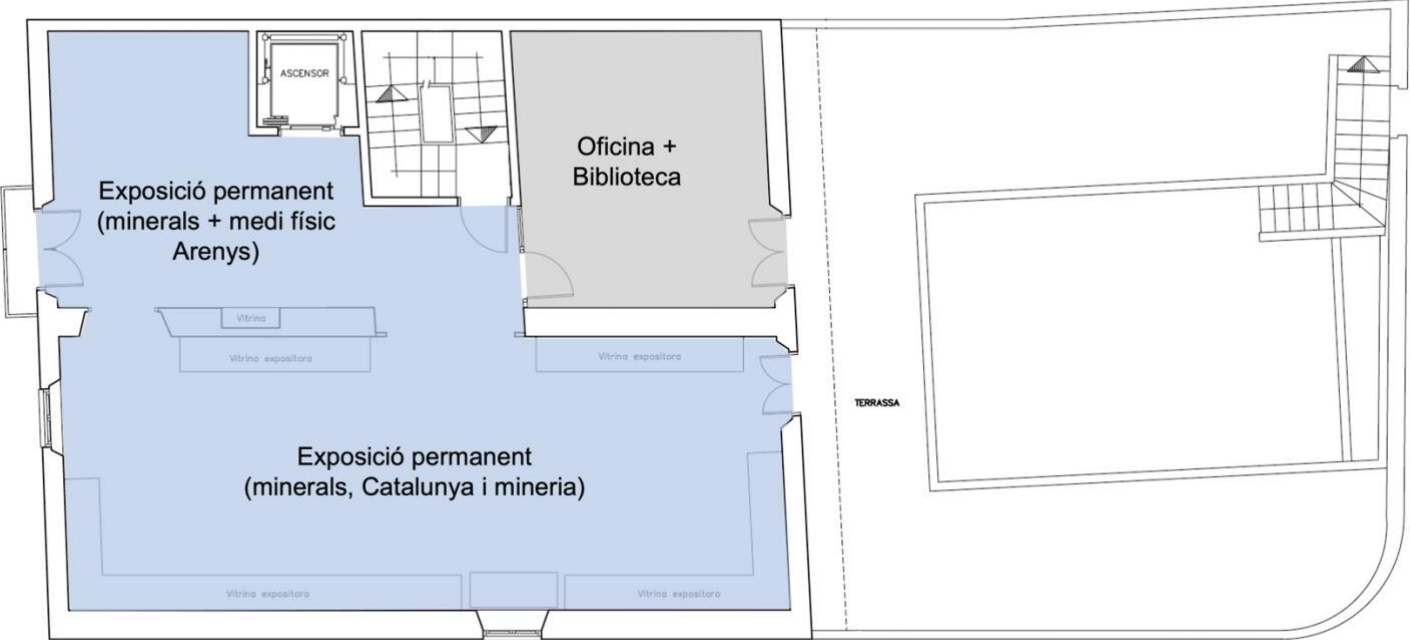 ASCENSOR
Oficina +
Biblioteca
Exposició permanent
(minerals + medi físic
Arenys)
Vitrina
Vitrina expositora
Vitrina expositora
TERRASSA
Exposició permanent
(minerals, Catalunya i mineria)
Vitrina expositora
Vitrina expositora